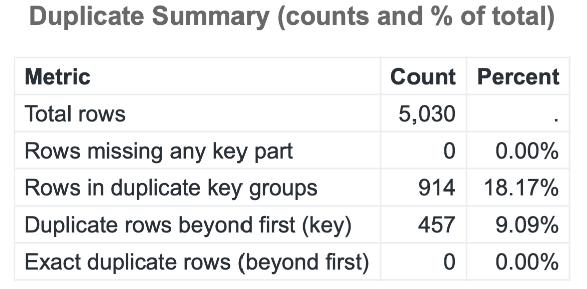 Duplicate Summary (counts and % of total)
Metric Count Percent
Total rows 5,030 .
Rows missing any key part 0 0.00%
Rows in duplicate key groups 914 18.17%
Duplicate rows beyond first (key) 457 9.09%
Exact duplicate rows (beyond first) 0 0.00%